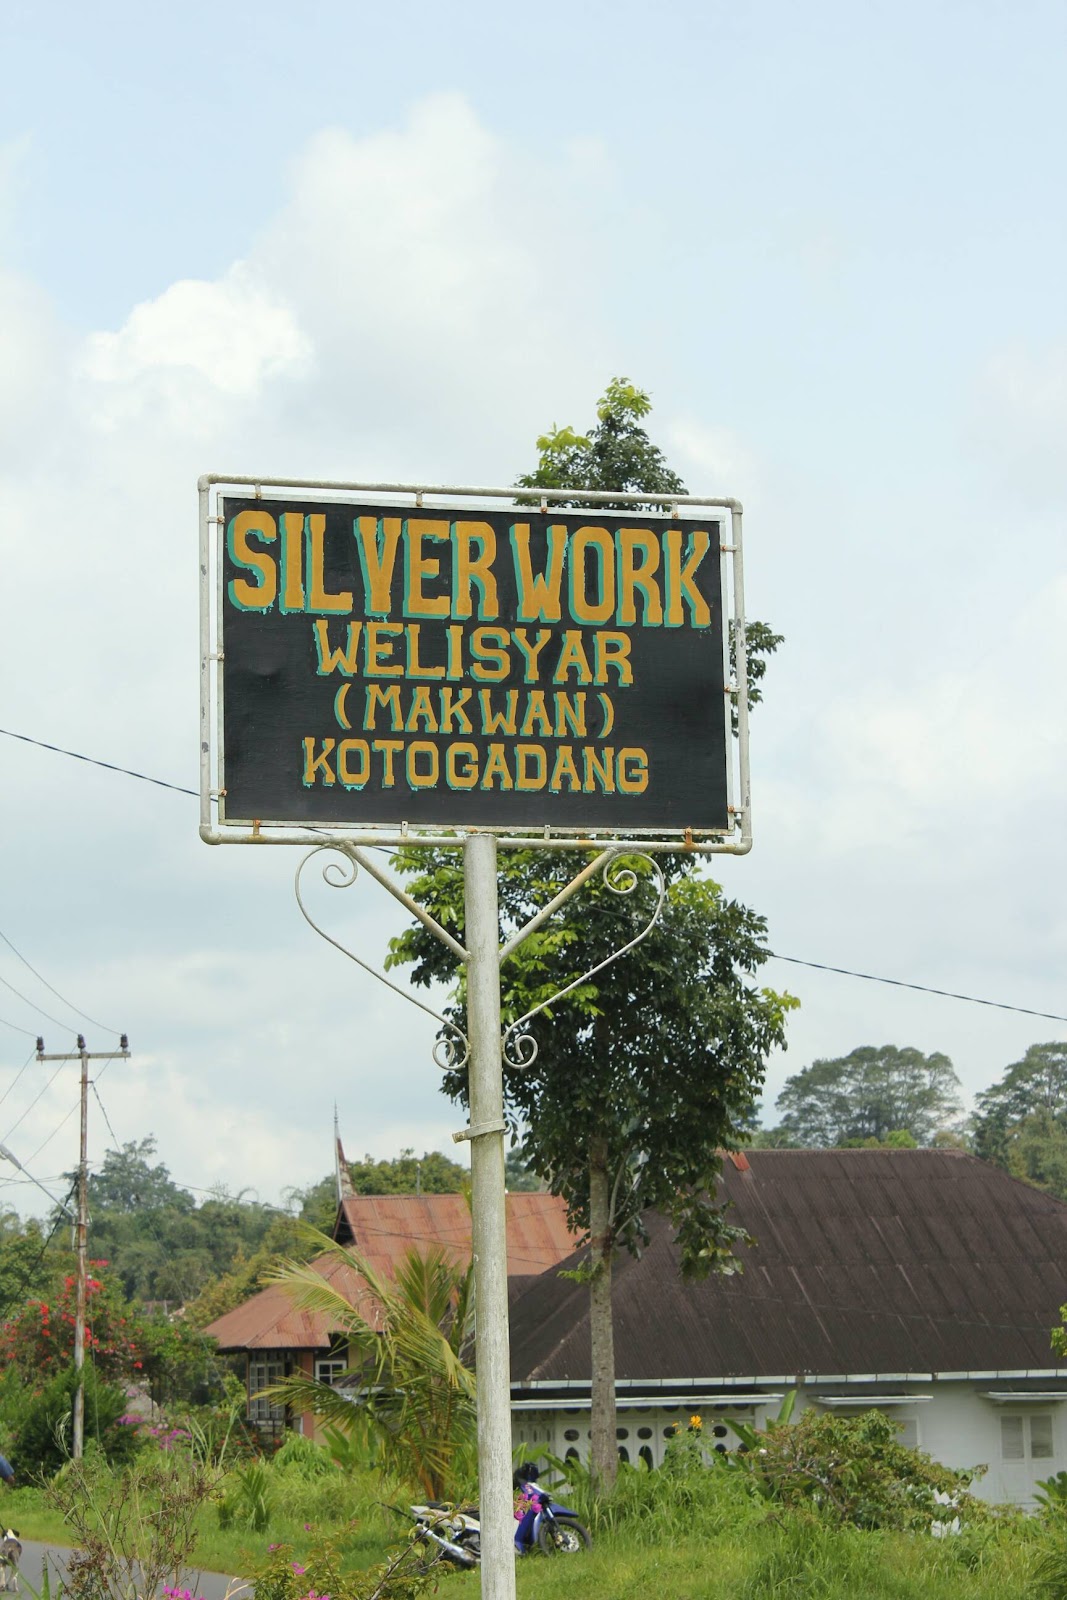 SILVER WORK
WELISYAR
(MAKWAN)
KOTOGADANG